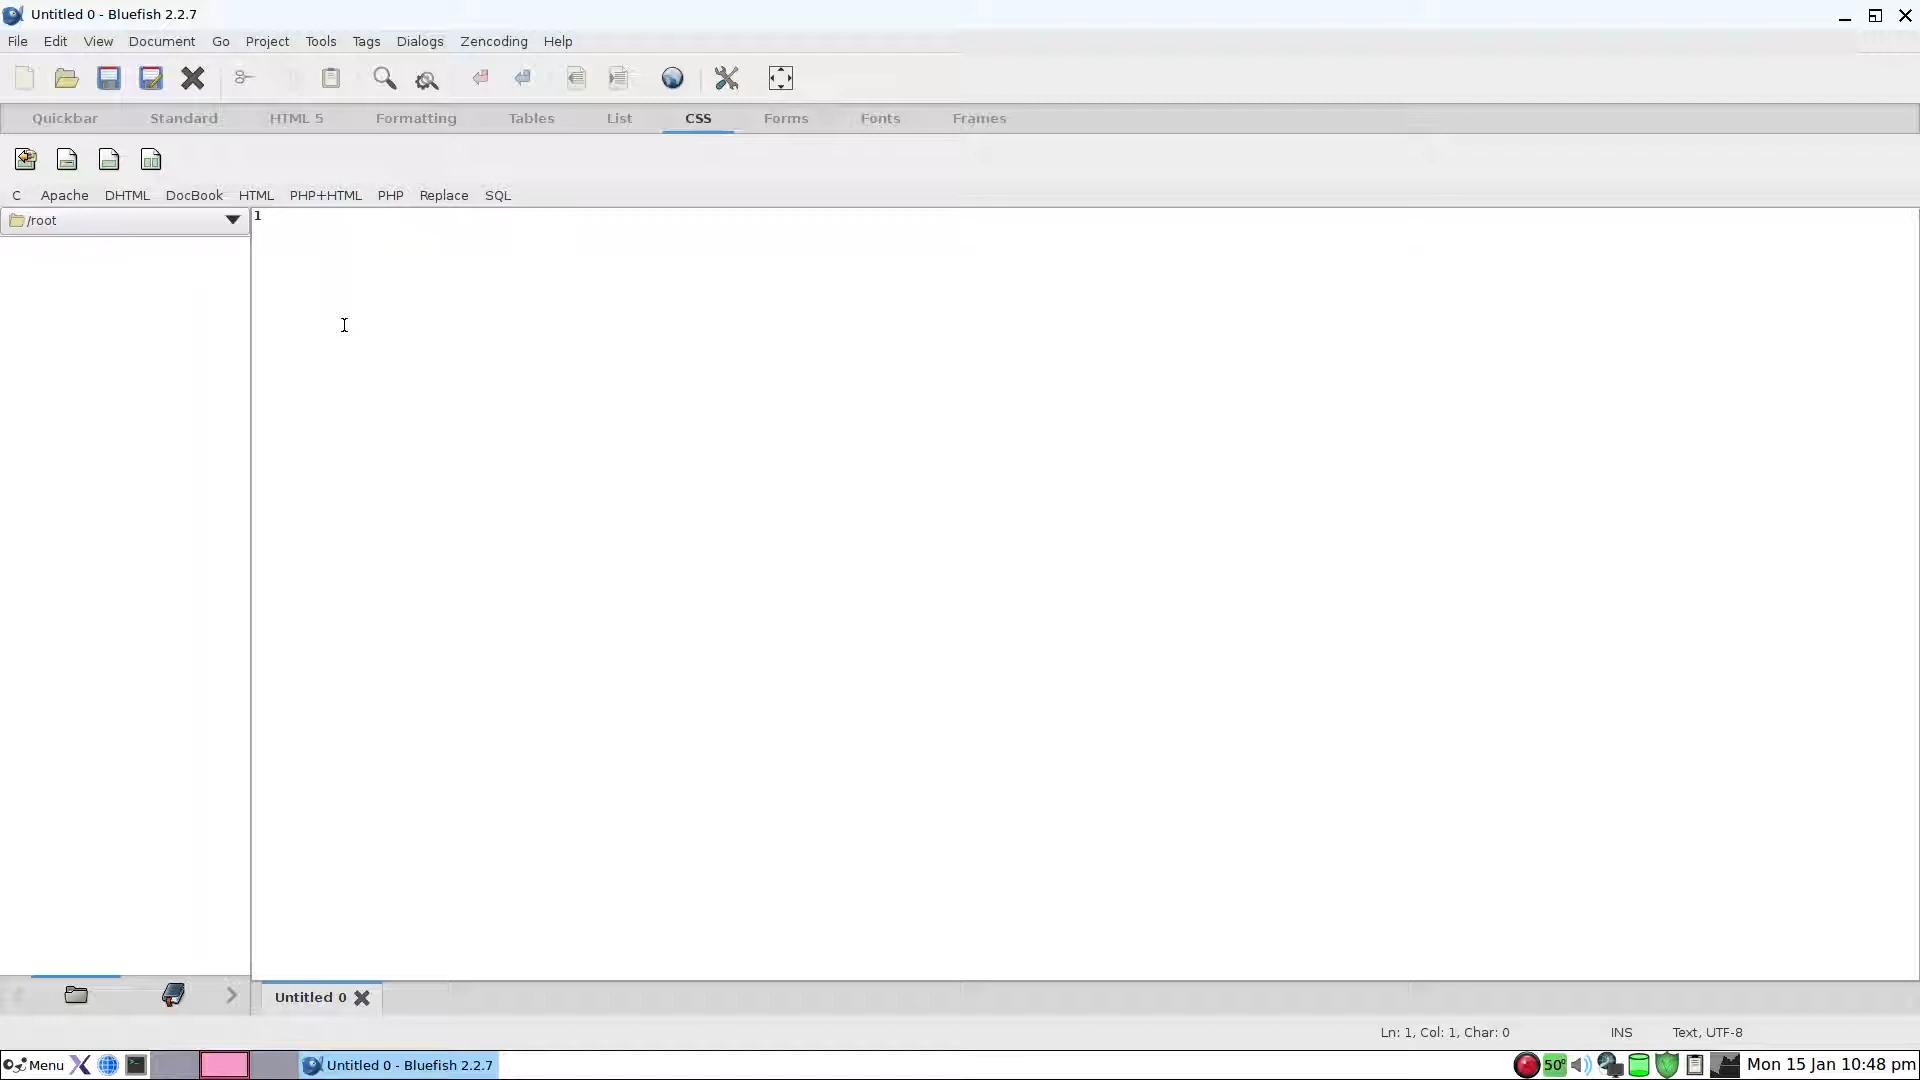 Untitled 0 - Bluefish 2.2.7
File Edit View Document Go Project Tools Tags Dialogs Zencoding Help
Quickbar Standard HTML 5 Formatting Tables List CSS Forms Fonts Frames
C Apache DHTML DocBook HTML PHP+HTML PHP Replace SQL
/root
1
Untitled 0
Ln: 1, Col: 1, Char: 0 INS Text, UTF-8
Menu Untitled 0 - Bluefish 2.2.7 50° Mon 15 Jan 10:48 pm